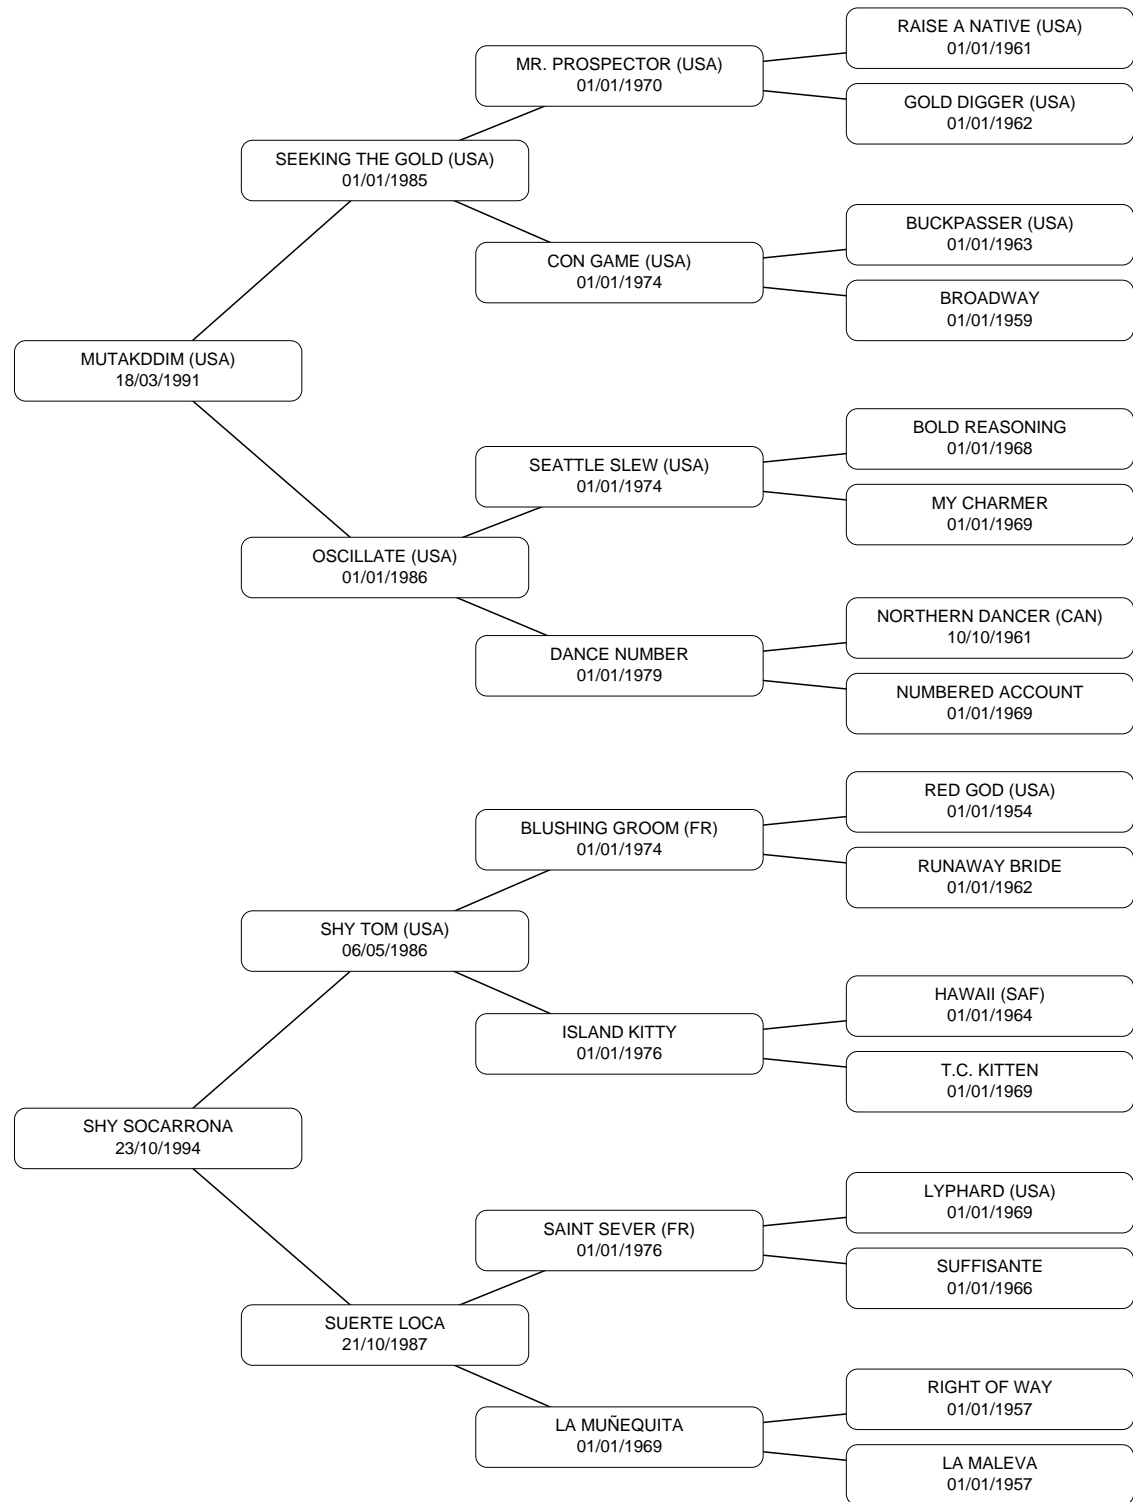 RAISE A NATIVE (USA)
01/01/1961
MR. PROSPECTOR (USA)
01/01/1970
GOLD DIGGER (USA)
01/01/1962
SEEKING THE GOLD (USA)
01/01/1985
BUCKPASSER (USA)
01/01/1963
CON GAME (USA)
01/01/1974
BROADWAY
01/01/1959
MUTAKDDIM (USA)
18/03/1991
BOLD REASONING
01/01/1968
SEATTLE SLEW (USA)
01/01/1974
MY CHARMER
01/01/1969
OSCILLATE (USA)
01/01/1986
NORTHERN DANCER (CAN)
10/10/1961
DANCE NUMBER
01/01/1979
NUMBERED ACCOUNT
01/01/1969
RED GOD (USA)
01/01/1954
BLUSHING GROOM (FR)
01/01/1974
RUNAWAY BRIDE
01/01/1962
SHY TOM (USA)
06/05/1986
HAWAII (SAF)
01/01/1964
ISLAND KITTY
01/01/1976
T.C. KITTEN
01/01/1969
SHY SOCARRONA
23/10/1994
LYPHARD (USA)
01/01/1969
SAINT SEVER (FR)
01/01/1976
SUFFISANTE
01/01/1966
SUERTE LOCA
21/10/1987
RIGHT OF WAY
01/01/1957
LA MUÑEQUITA
01/01/1969
LA MALEVA
01/01/1957